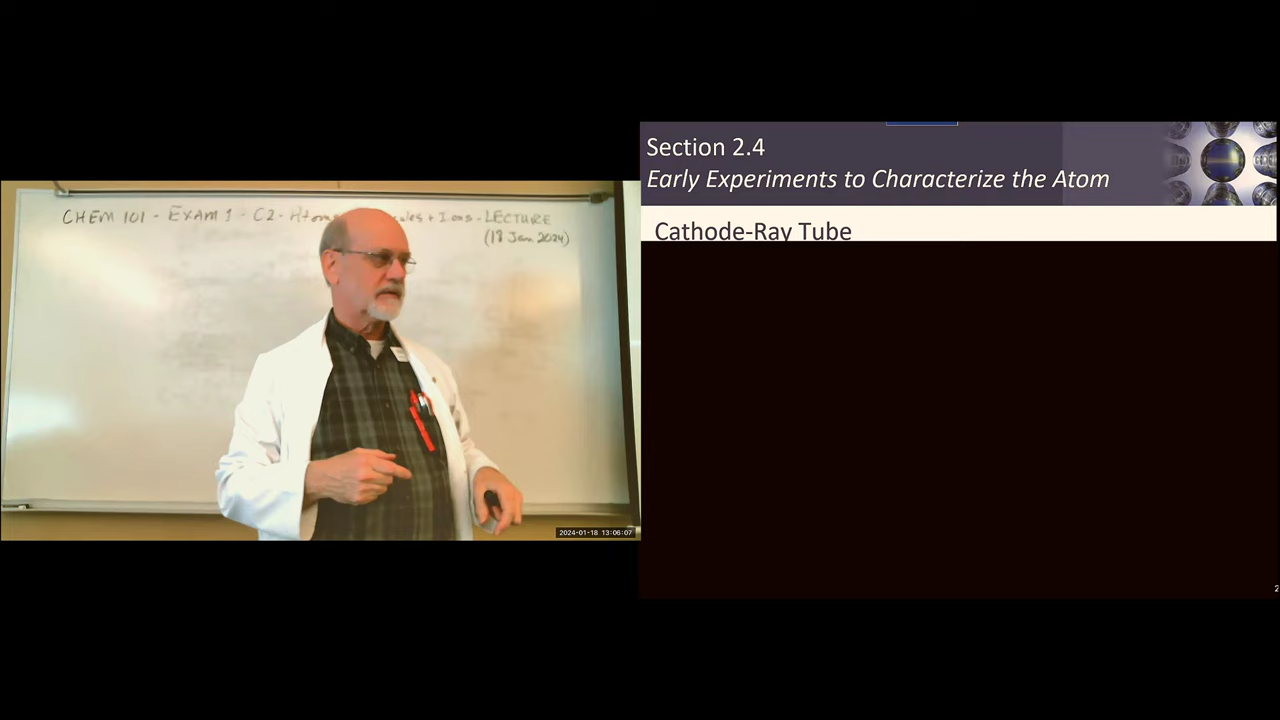 CHEM 101 - EXAM 1 - C2 - Atoms + Ions - LECTURE
(18 Jan 2024)
2024-01-18 13:06:07
Section 2.4
Early Experiments to Characterize the Atom
Cathode-Ray Tube
2